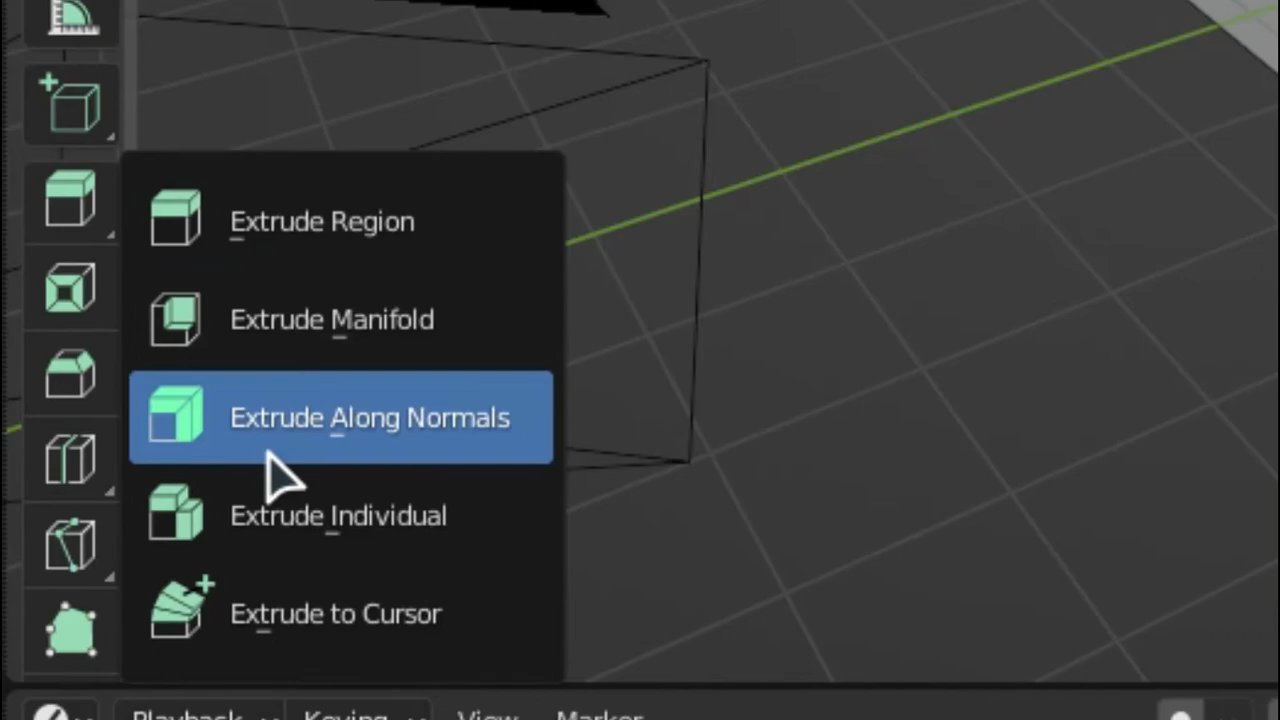 Extrude Region
Extrude Manifold
Extrude Along Normals
Extrude Individual
Extrude to Cursor
Playback Keying View Marker